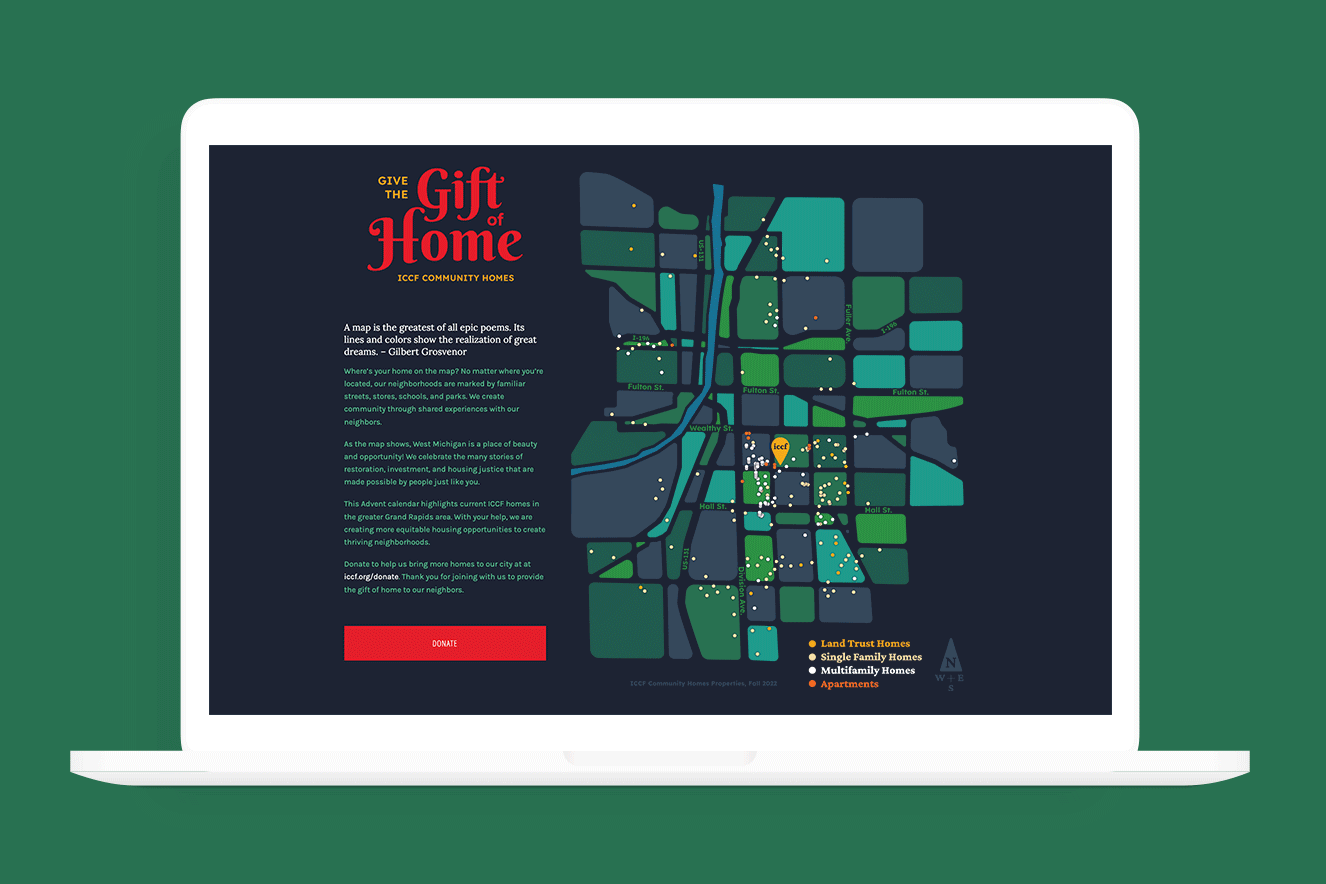 GIVE
THE
Gift
of
Home
ICCF COMMUNITY HOMES
A map is the greatest of all epic poems. Its
lines and colors show the realization of great
dreams. – Gilbert Grosvenor
Where's your home on the map? No matter where you're
located, our neighborhoods are marked by familiar
streets, stores, schools, and parks. We create
community through shared experiences with our
neighbors.
As the map shows, West Michigan is a place of beauty
and opportunity! We celebrate the many stories of
restoration, investment, and housing justice that are
made possible by people just like you.
This Advent calendar highlights current ICCF homes in
the greater Grand Rapids area. With your help, we are
creating more equitable housing opportunities to create
thriving neighborhoods.
Donate to help us bring more homes to our city at at
iccf.org/donate. Thank you for joining with us to provide
the gift of home to our neighbors.
DONATE
US-131
Fuller Ave.
I-196
I-196
Fulton St.
Fulton St.
Fulton St.
Wealthy St.
iccf
Hall St.
Hall St.
US-131
Division Ave.
Land Trust Homes
Single Family Homes
Multifamily Homes
Apartments
ICCF Community Homes Properties, Fall 2022
N
W + E
S